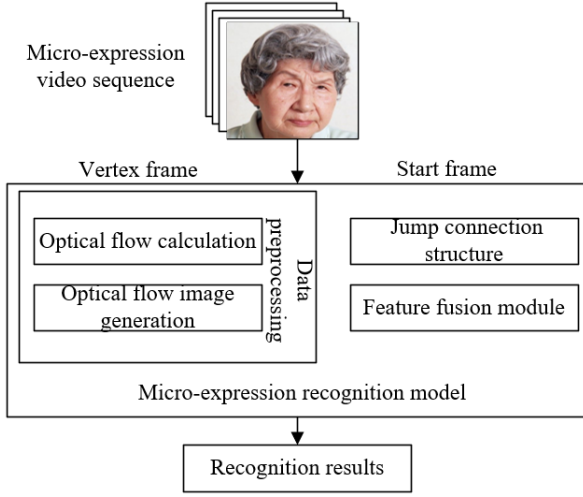 Micro-expression
video sequence
Vertex frame
Start frame
Optical flow calculation
Optical flow image
generation
Data
preprocessing
Jump connection
structure
Feature fusion module
Micro-expression recognition model
Recognition results